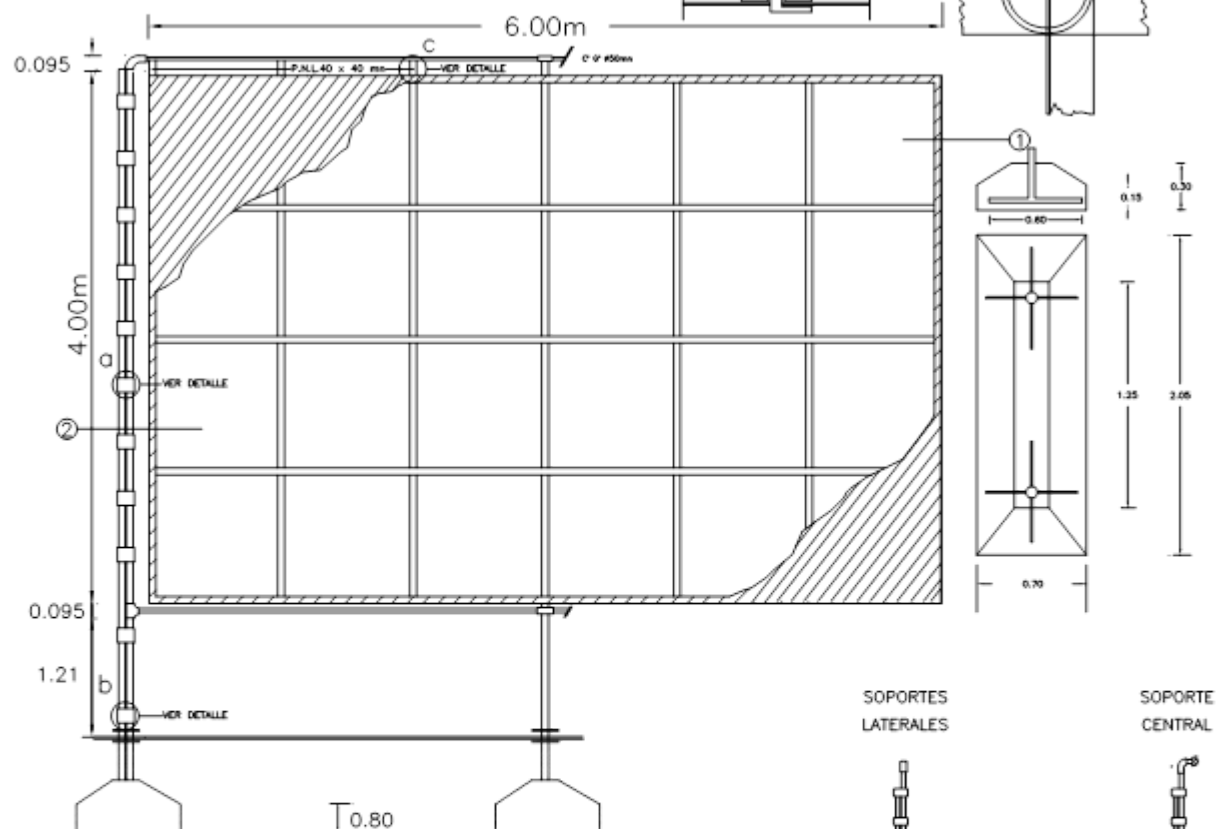 6.00m
0.095
c
P.N.L.40 x 40 mm
VER DETALLE
1
0.15
0.30
0.60
4.00m
a
VER DETALLE
2
1.25
2.05
0.70
0.095
1.21
b
VER DETALLE
SOPORTES
LATERALES
SOPORTE
CENTRAL
0.80